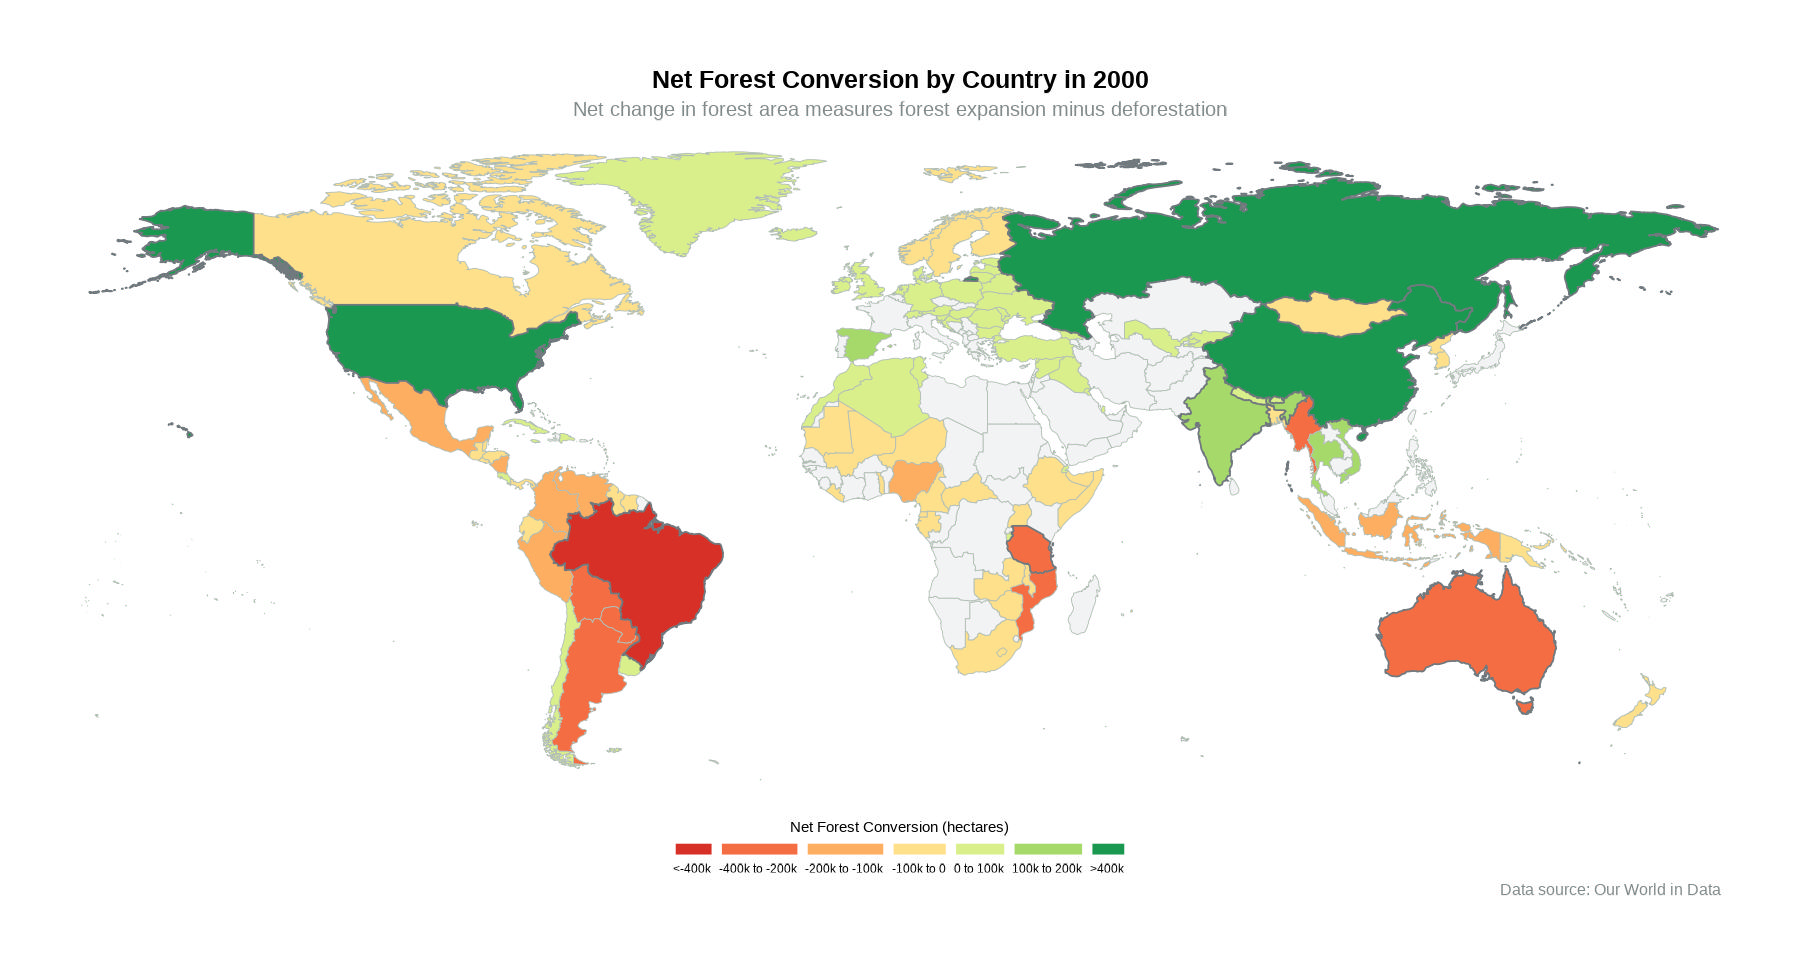 Net Forest Conversion by Country in 2000
Net change in forest area measures forest expansion minus deforestation
Net Forest Conversion (hectares)
<-400k -400k to -200k -200k to -100k -100k to 0 0 to 100k 100k to 200k >400k
Data source: Our World in Data